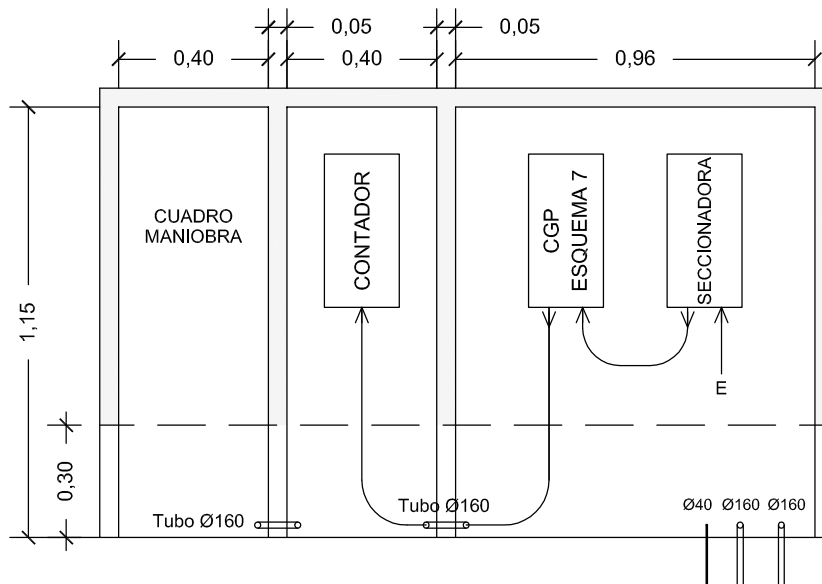 0,05
0,05
0,40
0,40
0,96
CUADRO
MANIOBRA
CONTADOR
CGP
ESQUEMA 7
SECCIONADORA
1,15
E
0,30
Tubo Ø160
Tubo Ø160
Ø40
Ø160
Ø160